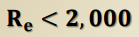 Rₑ < 2,000